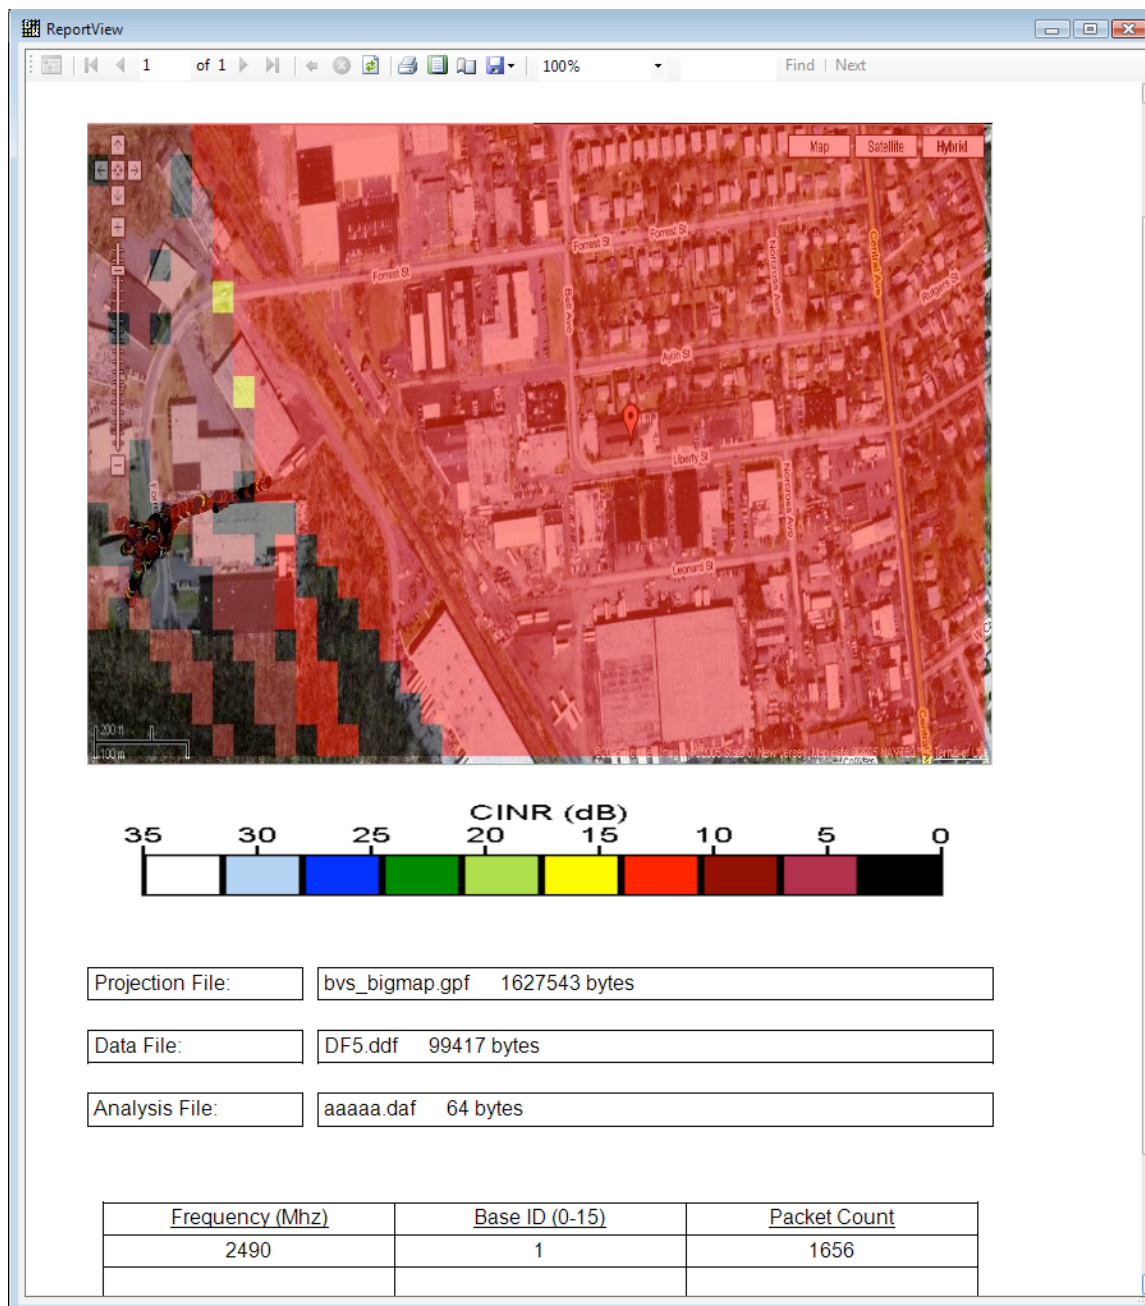 ReportView
1 of 1 100% Find | Next
Map Satellite Hybrid
Forrest St
Forrest St
Forrest St
Central Ave
Norcross Ave
Rutgers St
Bell Ave
Aylin St
Liberty St
Norcross Ave
Leonard St
200 ft
100 m
CINR (dB)
35 30 25 20 15 10 5 0
Projection File: bvs_bigmap.gpf 1627543 bytes
Data File: DF5.ddf 99417 bytes
Analysis File: aaaaa.daf 64 bytes
Frequency (Mhz) Base ID (0-15) Packet Count
2490 1 1656